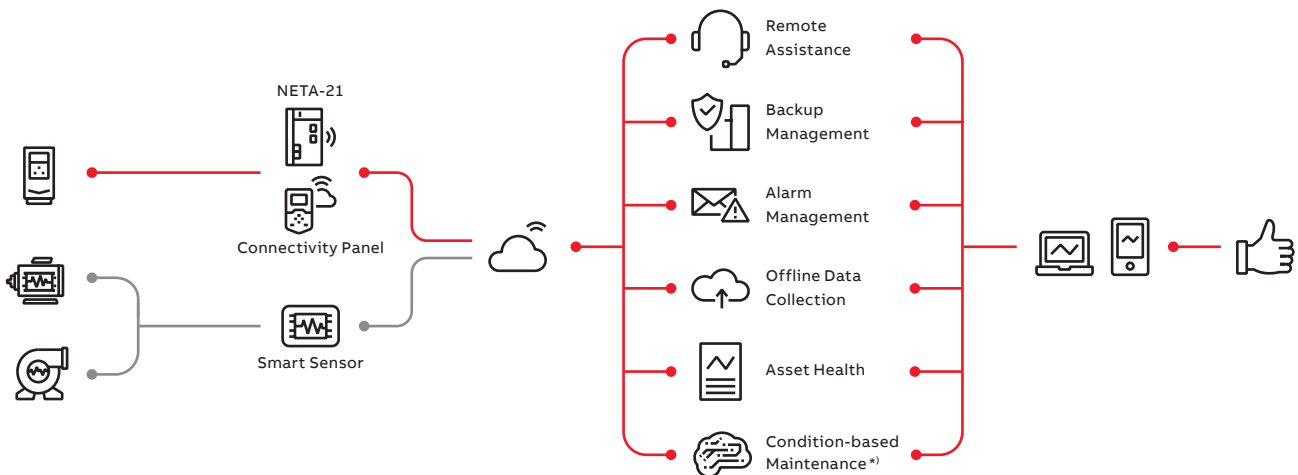 NETA-21
Connectivity Panel
Smart Sensor
Remote
Assistance
Backup
Management
Alarm
Management
Offline Data
Collection
Asset Health
Condition-based
Maintenance *)